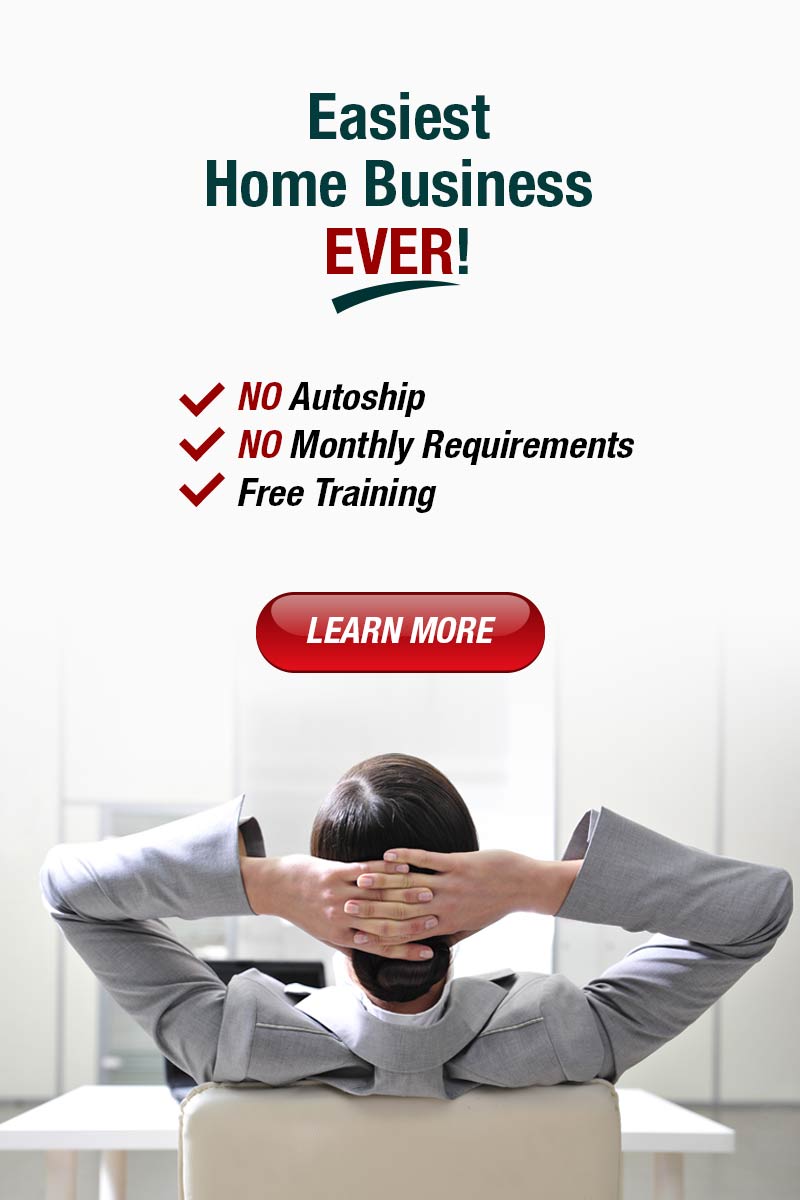 Easiest
Home Business
EVER!
NO Autoship
NO Monthly Requirements
Free Training
LEARN MORE